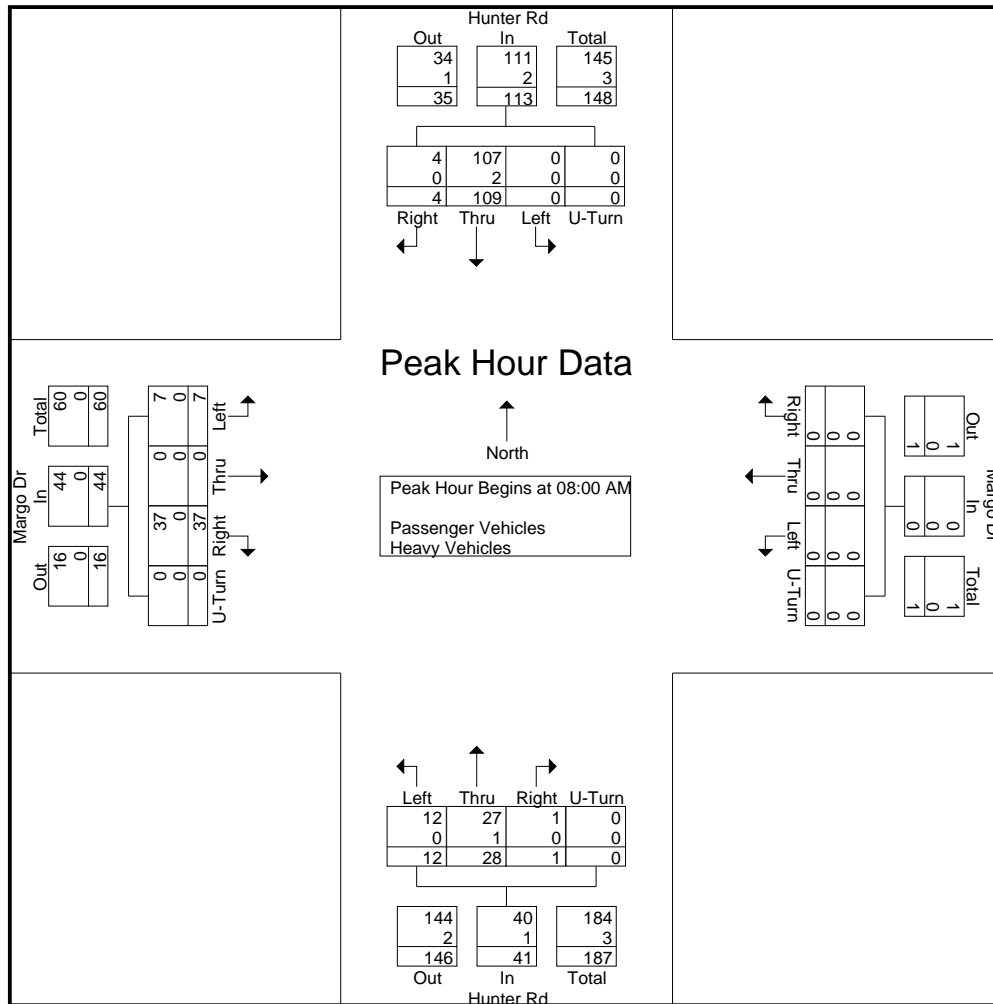 Hunter Rd
Out In Total
34 111 145
1 2 3
35 113 148
4 107 0 0
0 2 0 0
4 109 0 0
Right Thru Left U-Turn
Peak Hour Data
North
Peak Hour Begins at 08:00 AM
Passenger Vehicles
Heavy Vehicles
Margo Dr
Out In Total
16 44 60
0 0 0
16 44 60
0 37 0 7
0 0 0 0
0 37 0 7
U-Turn Right Thru Left
Margo Dr
Out In Total
1 0 1
0 0 0
1 0 1
0 0 0 0
0 0 0 0
0 0 0 0
Right Thru Left U-Turn
Left Thru Right U-Turn
12 27 1 0
0 1 0 0
12 28 1 0
144 40 184
2 1 3
146 41 187
Out In Total
Hunter Rd